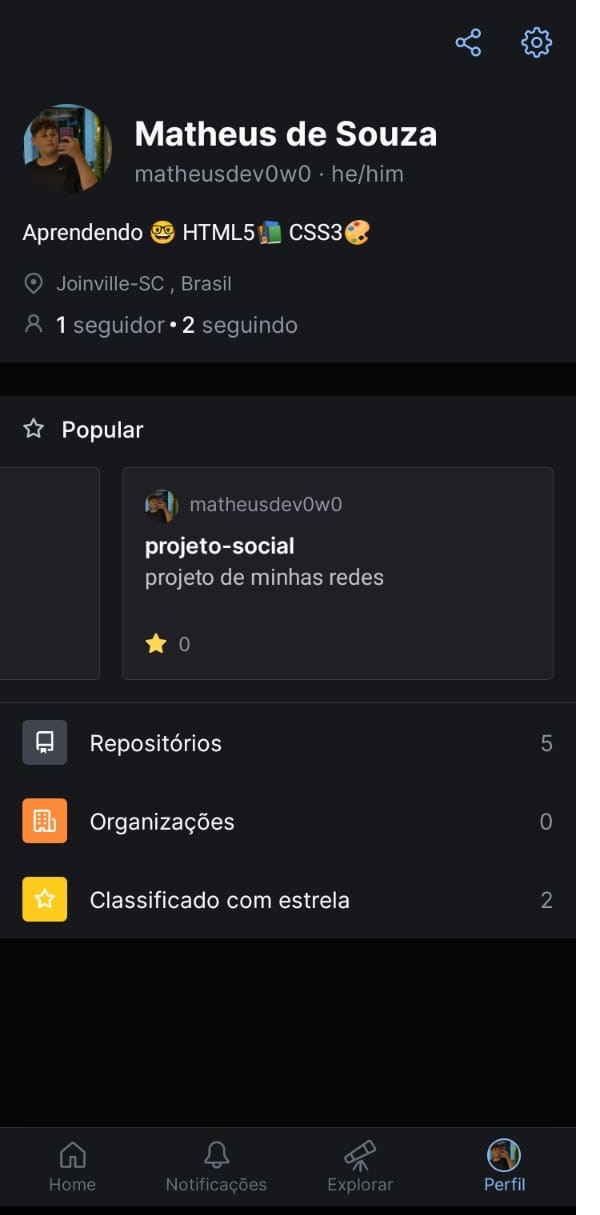 Matheus de Souza
matheusdev0w0 · he/him
Aprendendo 🤓 HTML5📚 CSS3🎨
Joinville-SC , Brasil
1 seguidor • 2 seguindo
Popular
matheusdev0w0
projeto-social
projeto de minhas redes
0
Repositórios 5
Organizações 0
Classificado com estrela 2
Home Notificações Explorar Perfil